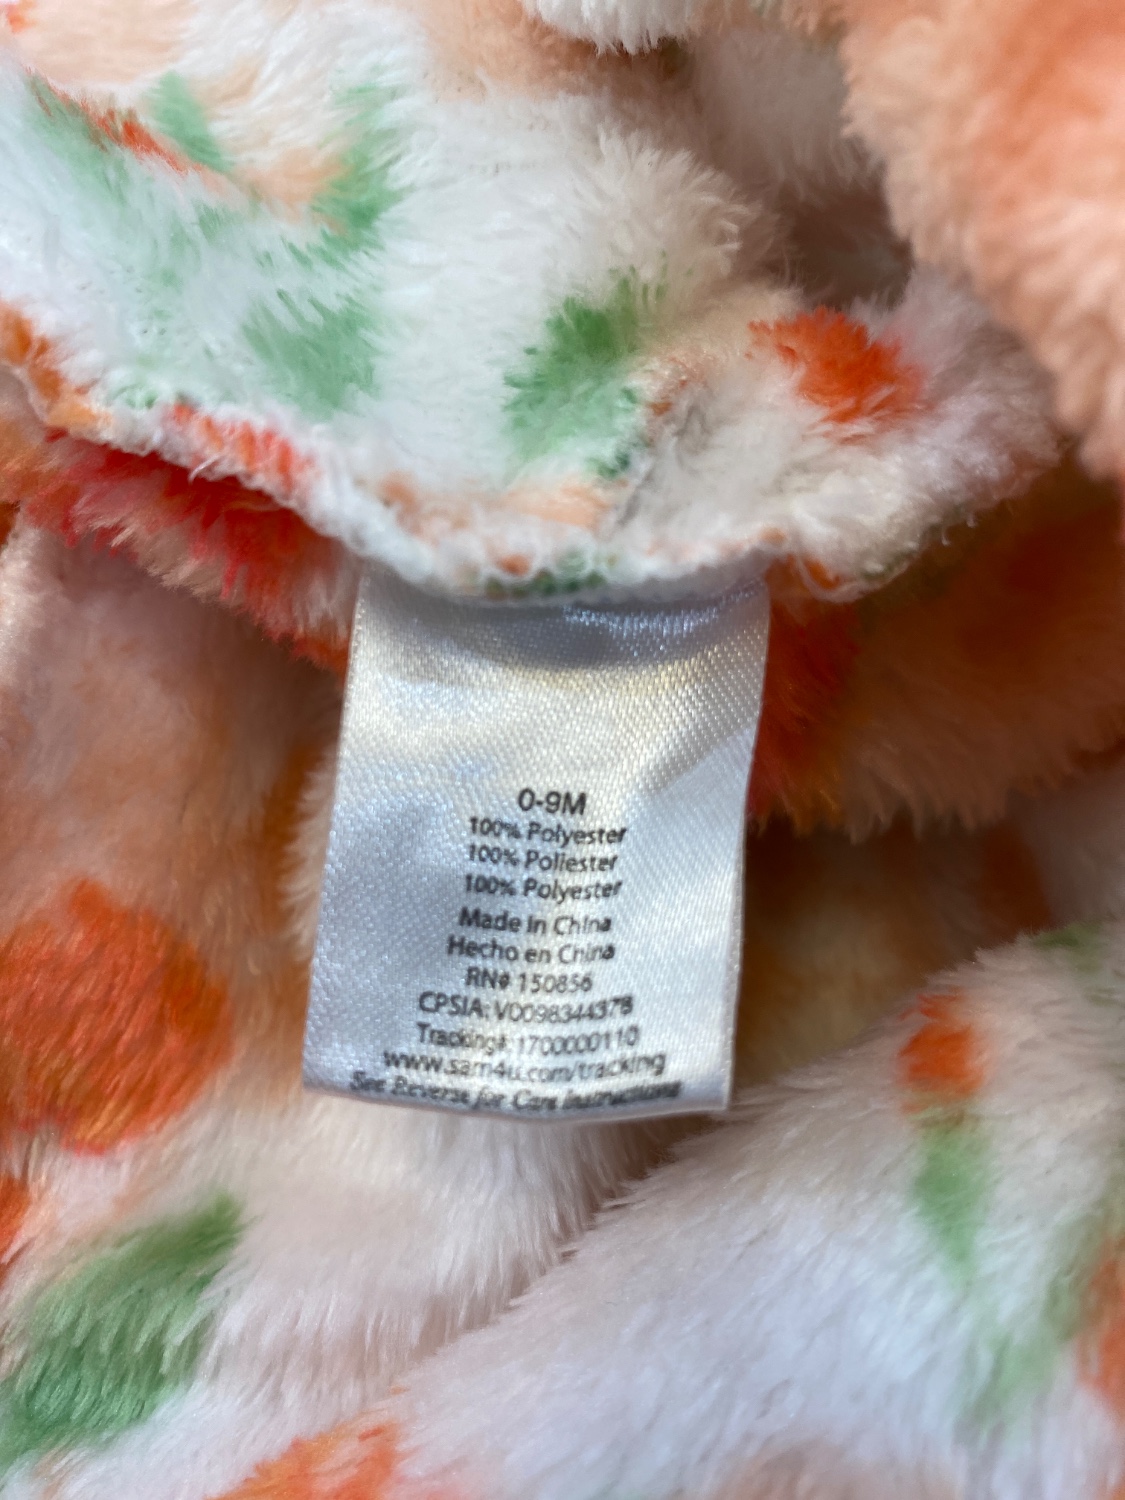 0-9M
100% Polyester
100% Poliester
100% Polyester
Made in China
Hecho en China
RN# 150856
CPSIA: V0098344378
Tracking#: 1700000110
www.sam4u.com/tracking
See Reverse for Care Instructions